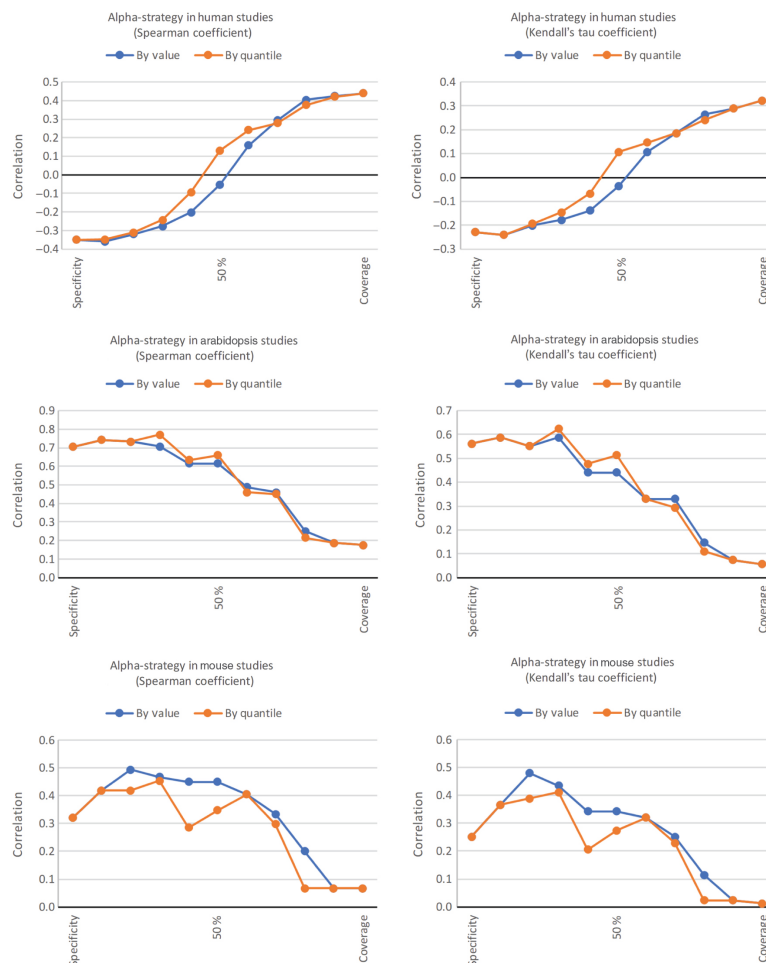 Alpha-strategy in human studies
(Spearman coefficient)
By value By quantile
Correlation
0.5
0.4
0.3
0.2
0.1
0.0
–0.1
–0.2
–0.3
–0.4
Specificity
50 %
Coverage
Alpha-strategy in human studies
(Kendall's tau coefficient)
By value By quantile
Correlation
0.4
0.3
0.2
0.1
0.0
–0.1
–0.2
–0.3
Specificity
50 %
Coverage
Alpha-strategy in arabidopsis studies
(Spearman coefficient)
By value By quantile
Correlation
0.9
0.8
0.7
0.6
0.5
0.4
0.3
0.2
0.1
0.0
Specificity
50 %
Coverage
Alpha-strategy in arabidopsis studies
(Kendall's tau coefficient)
By value By quantile
Correlation
0.7
0.6
0.5
0.4
0.3
0.2
0.1
0.0
Specificity
50 %
Coverage
Alpha-strategy in mouse studies
(Spearman coefficient)
By value By quantile
Correlation
0.6
0.5
0.4
0.3
0.2
0.1
0.0
Specificity
50 %
Coverage
Alpha-strategy in mouse studies
(Kendall's tau coefficient)
By value By quantile
Correlation
0.6
0.5
0.4
0.3
0.2
0.1
0.0
Specificity
50 %
Coverage